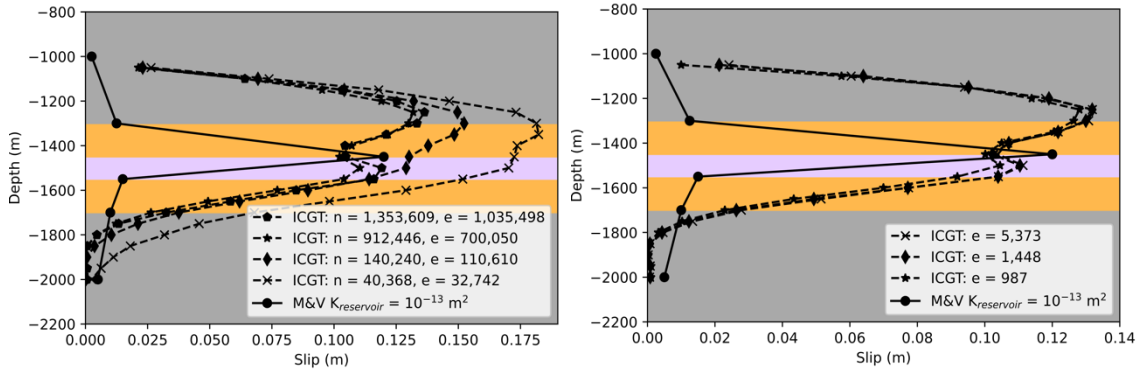 −800
−1000
−1200
−1400
−1600
−1800
−2000
−2200
Depth (m)
0.000 0.025 0.050 0.075 0.100 0.125 0.150 0.175
Slip (m)
ICGT: n = 1,353,609, e = 1,035,498
ICGT: n = 912,446, e = 700,050
ICGT: n = 140,240, e = 110,610
ICGT: n = 40,368, e = 32,742
M&V K_reservoir = 10⁻¹³ m²
−800
−1000
−1200
−1400
−1600
−1800
−2000
−2200
Depth (m)
0.00 0.02 0.04 0.06 0.08 0.10 0.12 0.14
Slip (m)
ICGT: e = 5,373
ICGT: e = 1,448
ICGT: e = 987
M&V K_reservoir = 10⁻¹³ m²